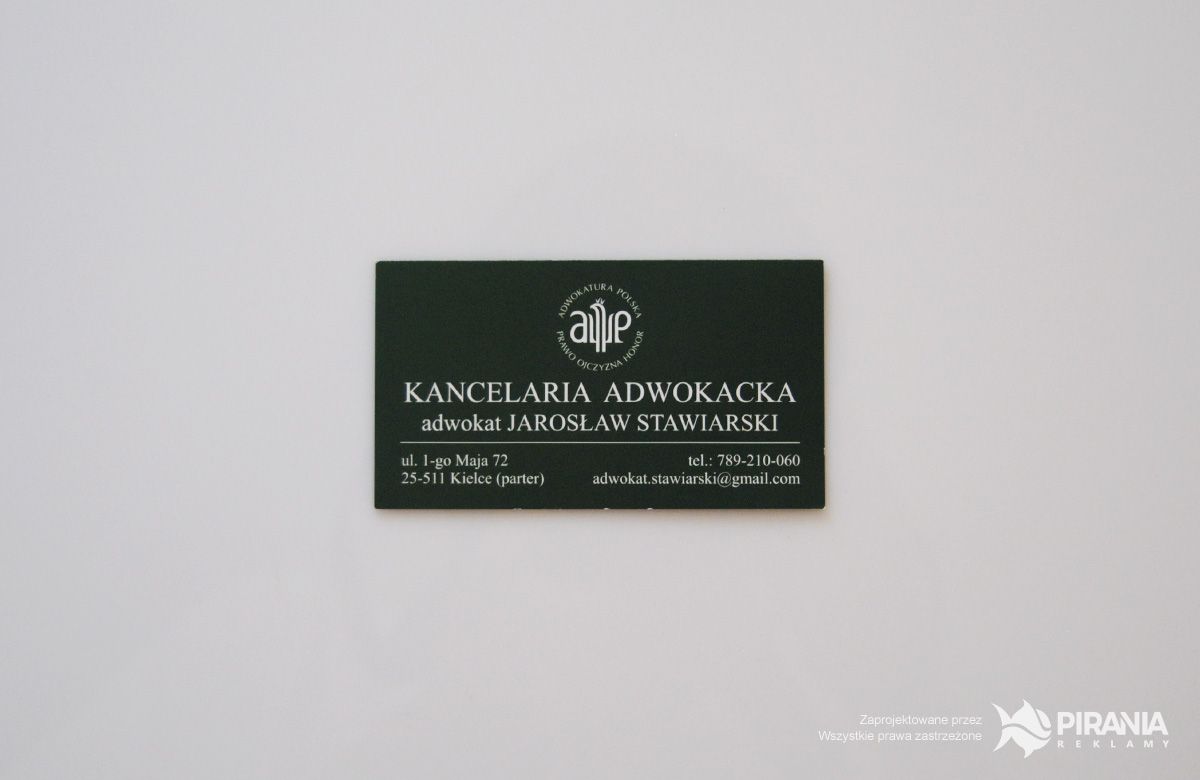 ADWOKATURA POLSKA
PRAWO OJCZYZNA HONOR
KANCELARIA ADWOKACKA
adwokat JAROSŁAW STAWIARSKI
ul. 1-go Maja 72
25-511 Kielce (parter)
tel.: 789-210-060
adwokat.stawiarski@gmail.com
Zaprojektowane przez
Wszystkie prawa zastrzeżone
PIRANIA
REKLAMY